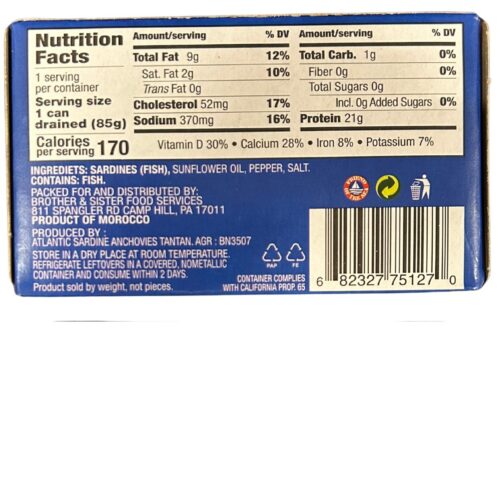 Nutrition Facts
1 serving per container
Serving size
1 can drained (85g)
Calories per serving 170
Amount/serving % DV
Total Fat 9g 12%
Sat. Fat 2g 10%
Trans Fat 0g
Cholesterol 52mg 17%
Sodium 370mg 16%
Amount/serving % DV
Total Carb. 1g 0%
Fiber 0g 0%
Total Sugars 0g
Incl. 0g Added Sugars 0%
Protein 21g
Vitamin D 30% • Calcium 28% • Iron 8% • Potassium 7%
INGREDIETS: SARDINES (FISH), SUNFLOWER OIL, PEPPER, SALT.
CONTAINS: FISH.
PACKED FOR AND DISTRIBUTED BY:
BROTHER & SISTER FOOD SERVICES
811 SPANGLER RD CAMP HILL, PA 17011
PRODUCT OF MOROCCO
PRODUCED BY :
ATLANTIC SARDINE ANCHOVIES TANTAN. AGR : BN3507
STORE IN A DRY PLACE AT ROOM TEMPERATURE.
REFRIGERATE LEFTOVERS IN A COVERED, NOMETALLIC
CONTAINER AND CONSUME WITHIN 2 DAYS.
Product sold by weight, not pieces.
PAP FE
CONTAINER COMPLIES
WITH CALIFORNIA PROP. 65
6 82327 75127 0